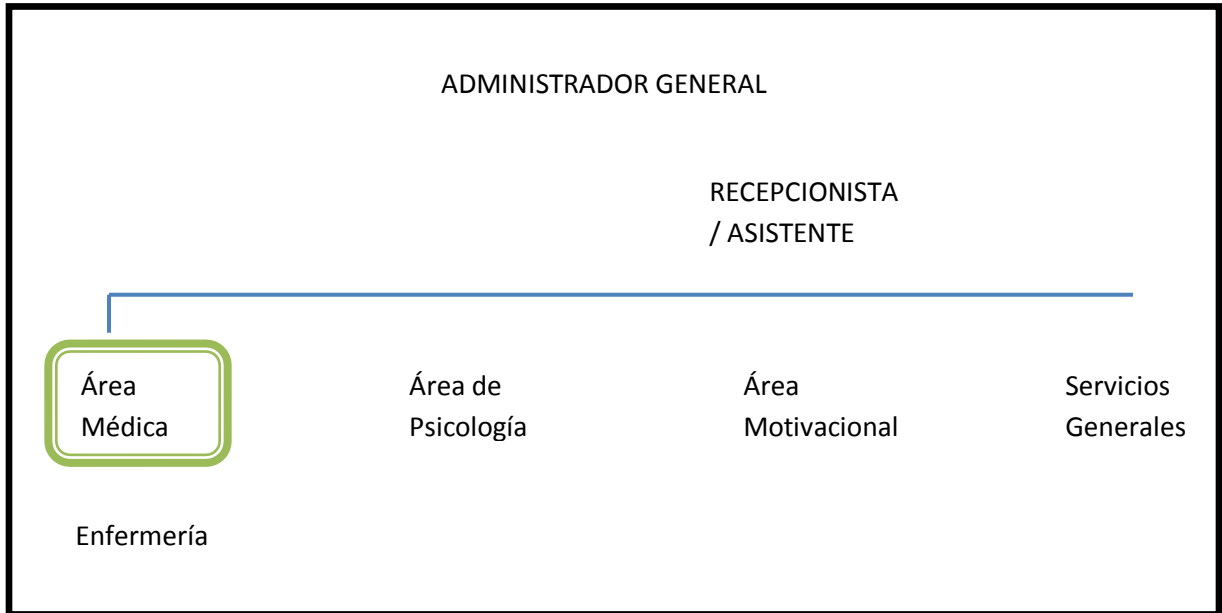 ADMINISTRADOR GENERAL
RECEPCIONISTA
/ ASISTENTE
Área
Médica
Área de
Psicología
Área
Motivacional
Servicios
Generales
Enfermería